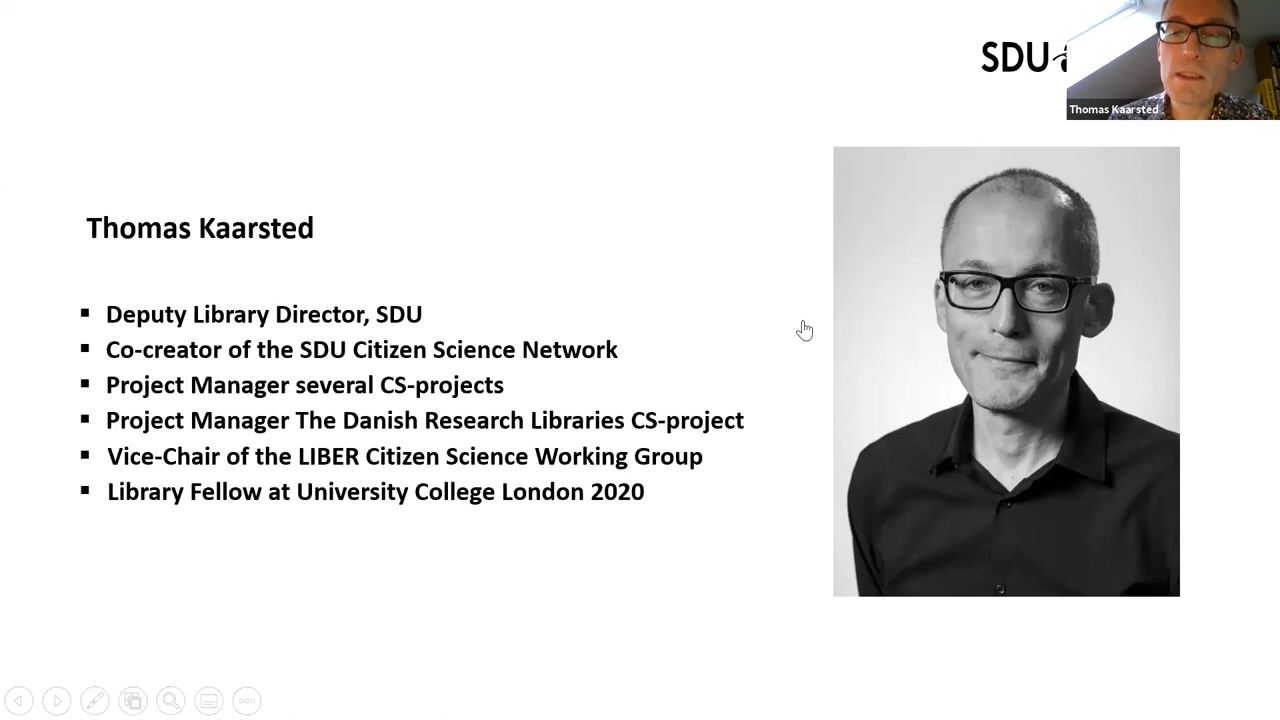 SDU
Thomas Kaarsted
Thomas Kaarsted
▪ Deputy Library Director, SDU
▪ Co-creator of the SDU Citizen Science Network
▪ Project Manager several CS-projects
▪ Project Manager The Danish Research Libraries CS-project
▪ Vice-Chair of the LIBER Citizen Science Working Group
▪ Library Fellow at University College London 2020